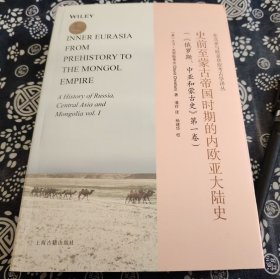 WILEY
INNER EURASIA
FROM
PREHISTORY TO
THE MONGOL
EMPIRE
A History of Russia,
Central Asia and
Mongolia vol. I
史前至蒙古帝国时期的内欧亚大陆史
(《俄罗斯、中亚和蒙古史》第一卷)
上海古籍出版社